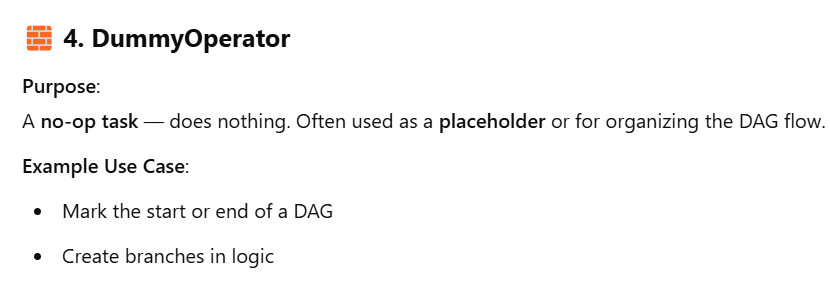 4. DummyOperator
Purpose:
A no-op task — does nothing. Often used as a placeholder or for organizing the DAG flow.
Example Use Case:
• Mark the start or end of a DAG
• Create branches in logic